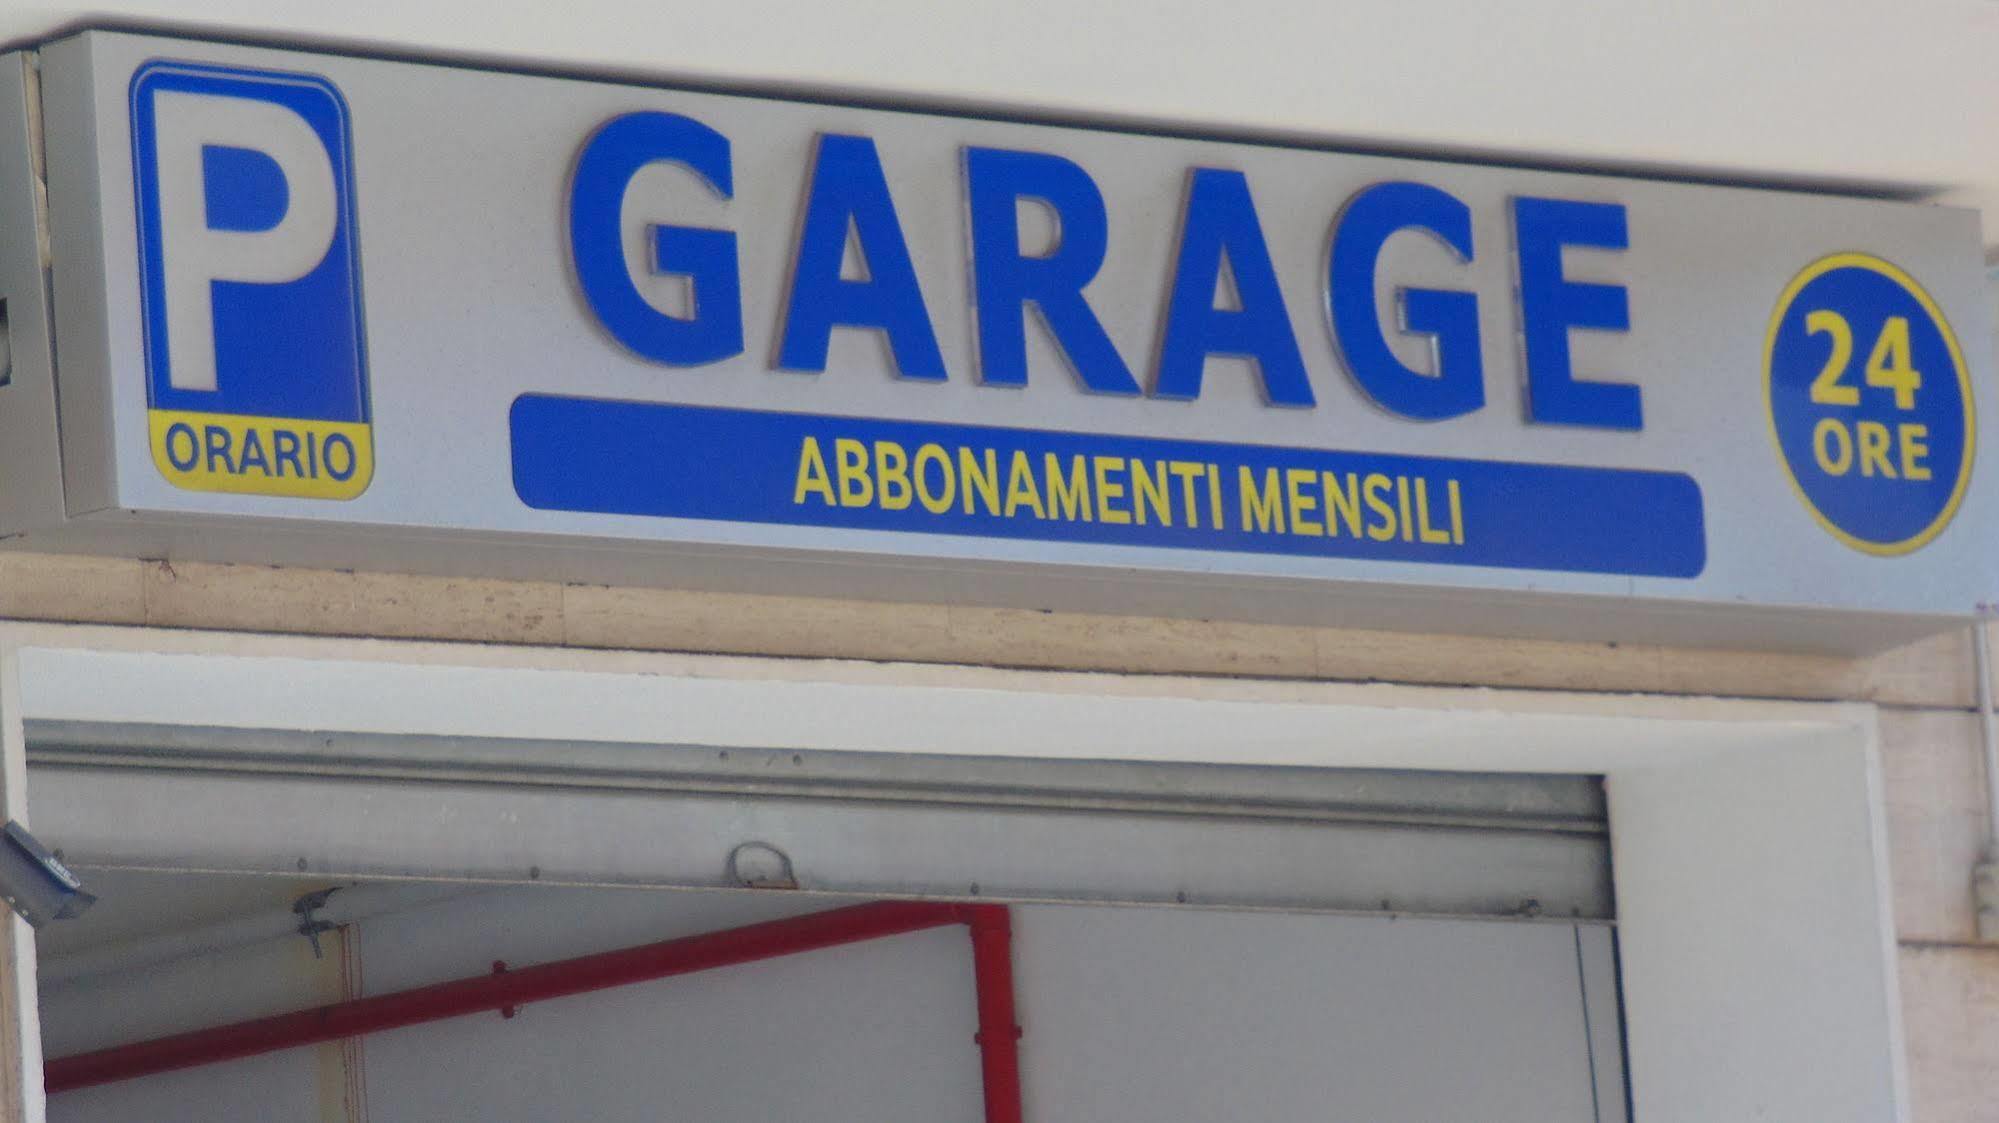 P
ORARIO
GARAGE
ABBONAMENTI MENSILI
24
ORE